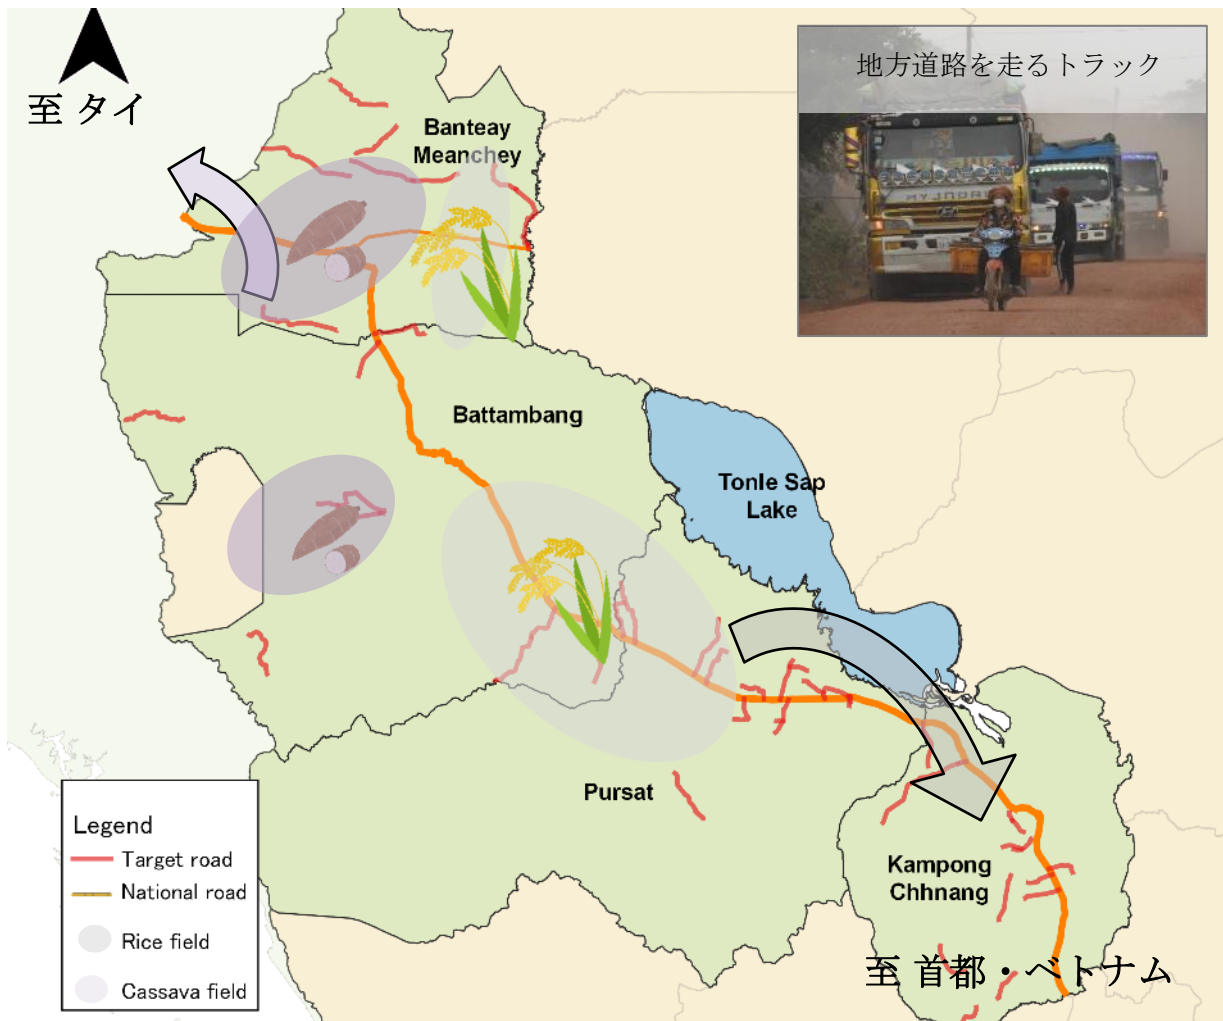 至 タイ
地方道路を走るトラック
Banteay
Meanchey
Battambang
Tonle Sap
Lake
Pursat
Kampong
Chhnang
至 首都・ベトナム
Legend
Target road
National road
Rice field
Cassava field